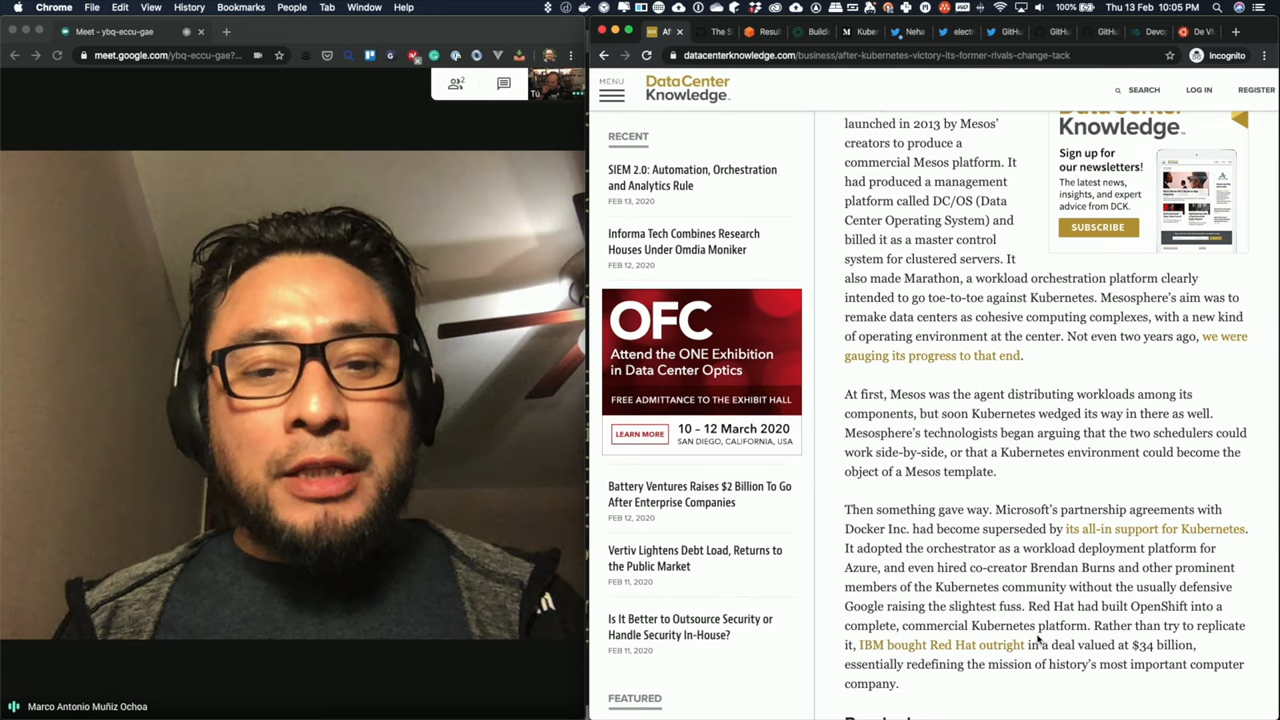 Chrome File Edit View History Bookmarks People Tab Window Help
100% Thu 13 Feb 10:05 PM
Meet - ybq-eccu-gae
meet.google.com/ybq-eccu-gae?...
2
Tú
Marco Antonio Muñiz Ochoa
The S
Resul
Build
Kuber
Neha
electr
GitHu
GitHu
GitHu
Devo
De Vi
datacenterknowledge.com/business/after-kubernetes-victory-its-former-rivals-change-tack
Incognito
MENU
DataCenter
Knowledge
SEARCH LOG IN REGISTER
RECENT
SIEM 2.0: Automation, Orchestration
and Analytics Rule
FEB 13, 2020
Informa Tech Combines Research
Houses Under Omdia Moniker
FEB 12, 2020
OFC
Attend the ONE Exhibition
in Data Center Optics
FREE ADMITTANCE TO THE EXHIBIT HALL
LEARN MORE
10 – 12 March 2020
SAN DIEGO, CALIFORNIA, USA
Battery Ventures Raises $2 Billion To Go
After Enterprise Companies
FEB 12, 2020
Vertiv Lightens Debt Load, Returns to
the Public Market
FEB 11, 2020
Is It Better to Outsource Security or
Handle Security In-House?
FEB 11, 2020
FEATURED
launched in 2013 by Mesos’
creators to produce a
commercial Mesos platform. It
had produced a management
platform called DC/OS (Data
Center Operating System) and
billed it as a master control
system for clustered servers. It
also made Marathon, a workload orchestration platform clearly
intended to go toe-to-toe against Kubernetes. Mesosphere’s aim was to
remake data centers as cohesive computing complexes, with a new kind
of operating environment at the center. Not even two years ago, we were
gauging its progress to that end.
At first, Mesos was the agent distributing workloads among its
components, but soon Kubernetes wedged its way in there as well.
Mesosphere’s technologists began arguing that the two schedulers could
work side-by-side, or that a Kubernetes environment could become the
object of a Mesos template.
Then something gave way. Microsoft’s partnership agreements with
Docker Inc. had become superseded by its all-in support for Kubernetes.
It adopted the orchestrator as a workload deployment platform for
Azure, and even hired co-creator Brendan Burns and other prominent
members of the Kubernetes community without the usually defensive
Google raising the slightest fuss. Red Hat had built OpenShift into a
complete, commercial Kubernetes platform. Rather than try to replicate
it, IBM bought Red Hat outright in a deal valued at $34 billion,
essentially redefining the mission of history’s most important computer
company.
DataCenter
Knowledge
Sign up for
our newsletters!
The latest news,
insights, and expert
advice from DCK.
SUBSCRIBE